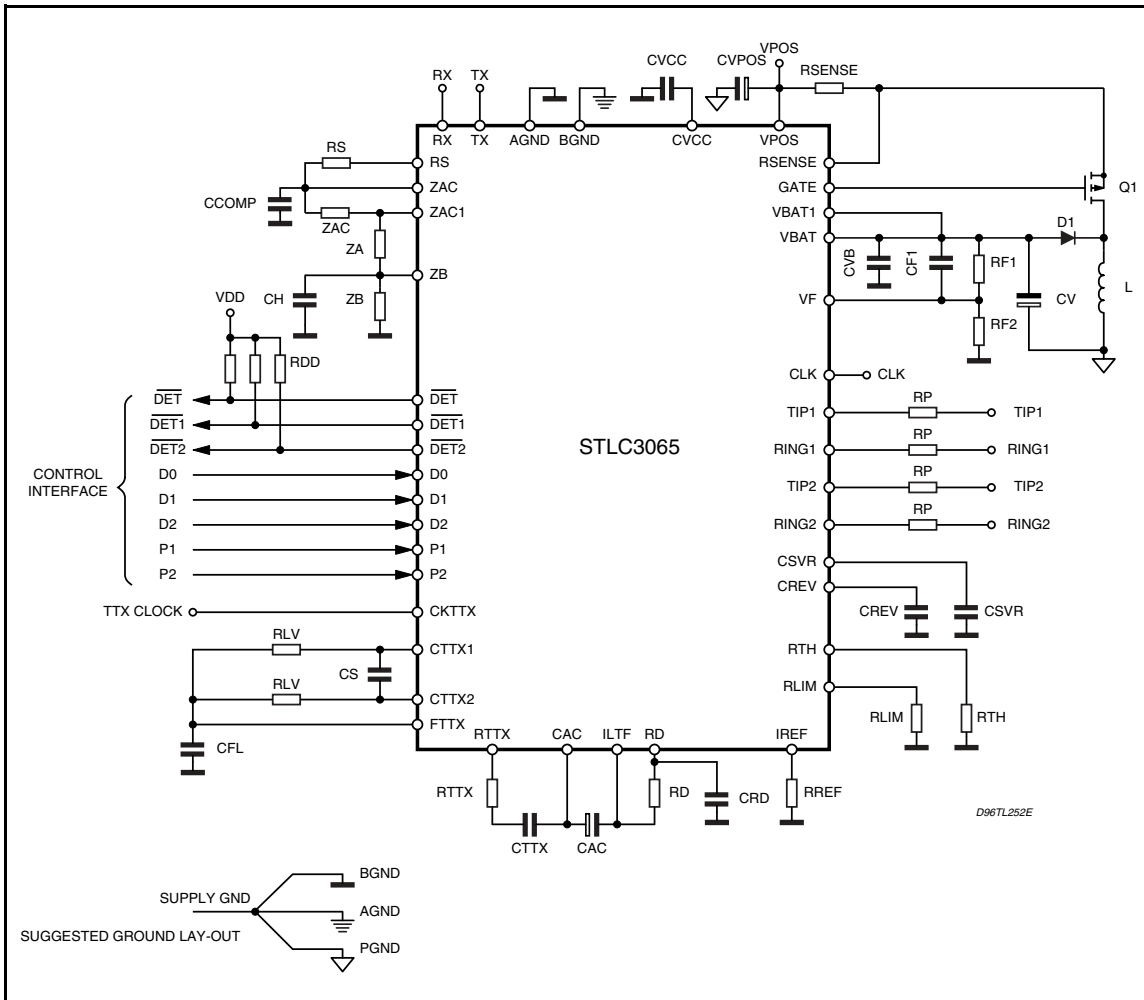 VPOS
RX TX CVCC CVPOS RSENSE
RX TX AGND BGND CVCC VPOS
RS RS RSENSE
ZAC GATE Q1
CCOMP ZAC1 VBAT1
ZAC VBAT D1
ZA CVB CF1 RF1
ZB VF CV L
CH ZB RF2
VDD
RDD CLK CLK
DET DET TIP1 RP TIP1
DET1 DET1 RING1 RP RING1
DET2 DET2 STLC3065
CONTROL INTERFACE
D0 D0 TIP2 RP TIP2
D1 D1 RING2 RP RING2
D2 D2
P1 P1 CSVR
P2 P2 CREV
CREV CSVR
TTX CLOCK CKTTX
RLV CTTX1 RTH
CS
RLV CTTX2 RLIM
FTTX RLIM RTH
CFL
RTTX CAC ILTF RD IREF
RTTX RD CRD RREF
CTTX CAC
D96TL252E
BGND
SUPPLY GND
AGND
SUGGESTED GROUND LAY-OUT
PGND